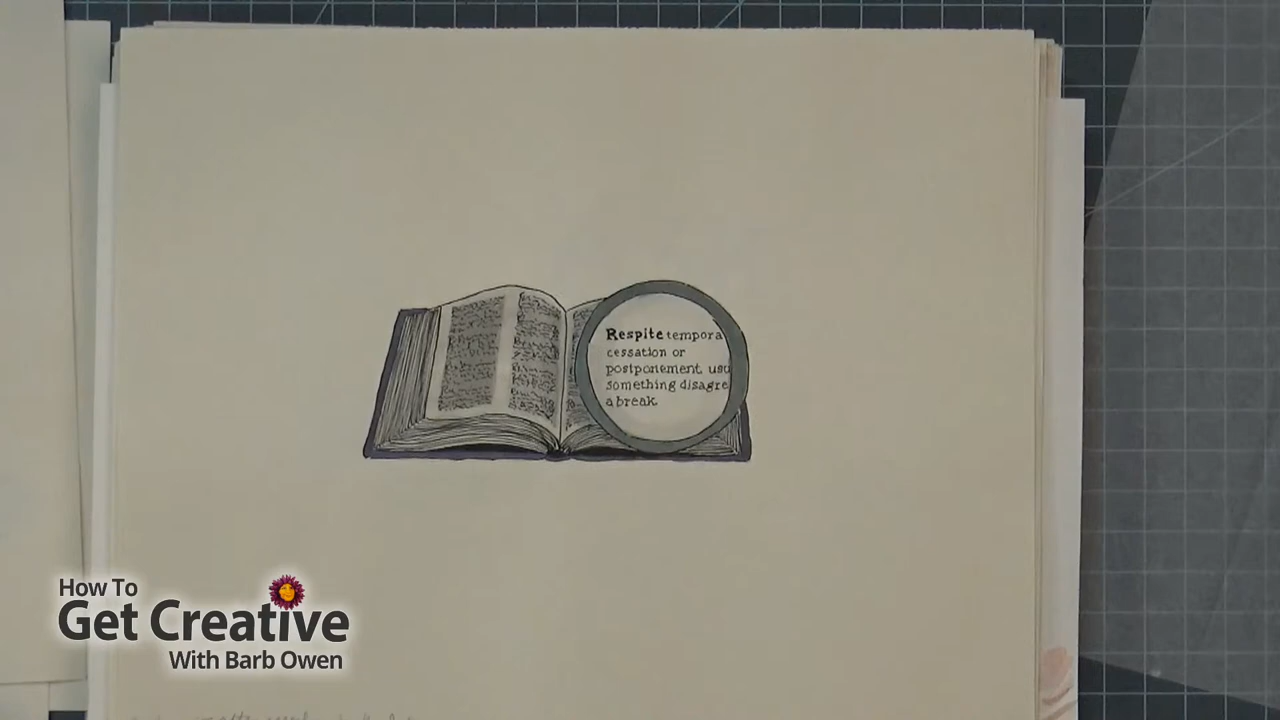 Respite tempora
cessation or
postponement, usu
something disagre
a break.
How To
Get Creative
With Barb Owen